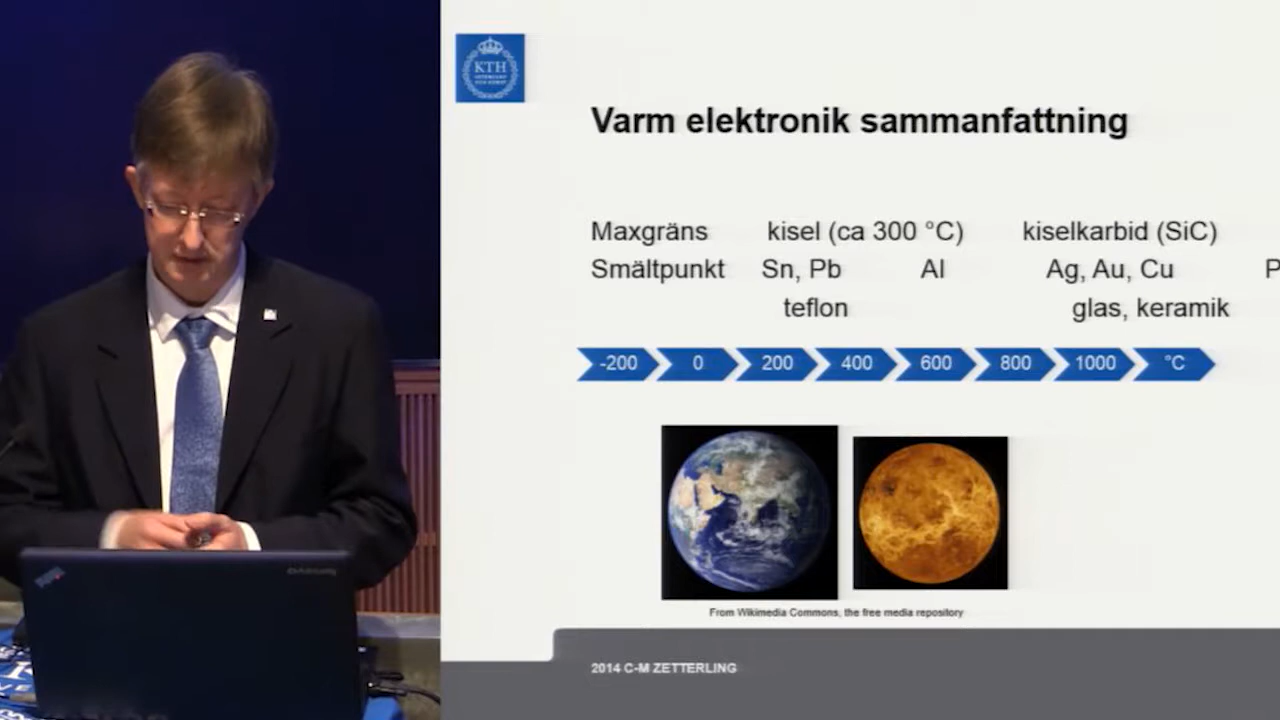 KTH
Varm elektronik sammanfattning
Maxgräns kisel (ca 300 °C) kiselkarbid (SiC)
Smältpunkt Sn, Pb Al Ag, Au, Cu P
teflon glas, keramik
-200 0 200 400 600 800 1000 °C
From Wikimedia Commons, the free media repository
2014 C-M ZETTERLING